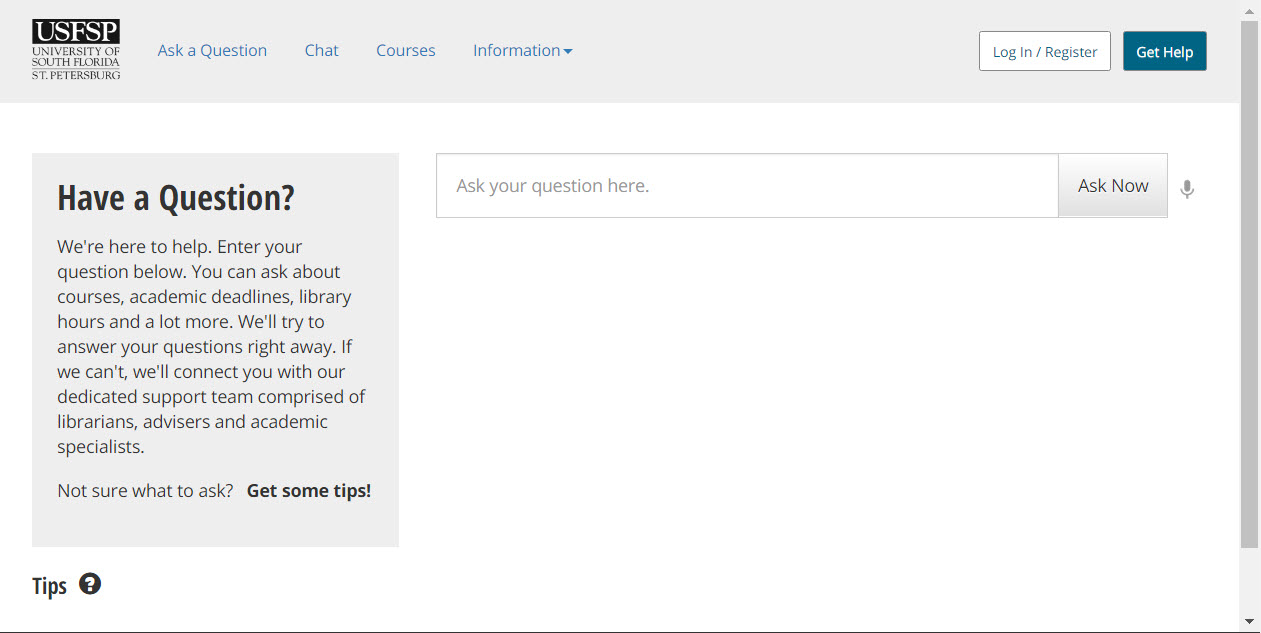 USFSP
UNIVERSITY OF
SOUTH FLORIDA
ST. PETERSBURG
Ask a Question
Chat
Courses
Information
Log In / Register
Get Help
Have a Question?
We're here to help. Enter your
question below. You can ask about
courses, academic deadlines, library
hours and a lot more. We'll try to
answer your questions right away. If
we can't, we'll connect you with our
dedicated support team comprised of
librarians, advisers and academic
specialists.
Not sure what to ask? Get some tips!
Ask your question here.
Ask Now
Tips ?